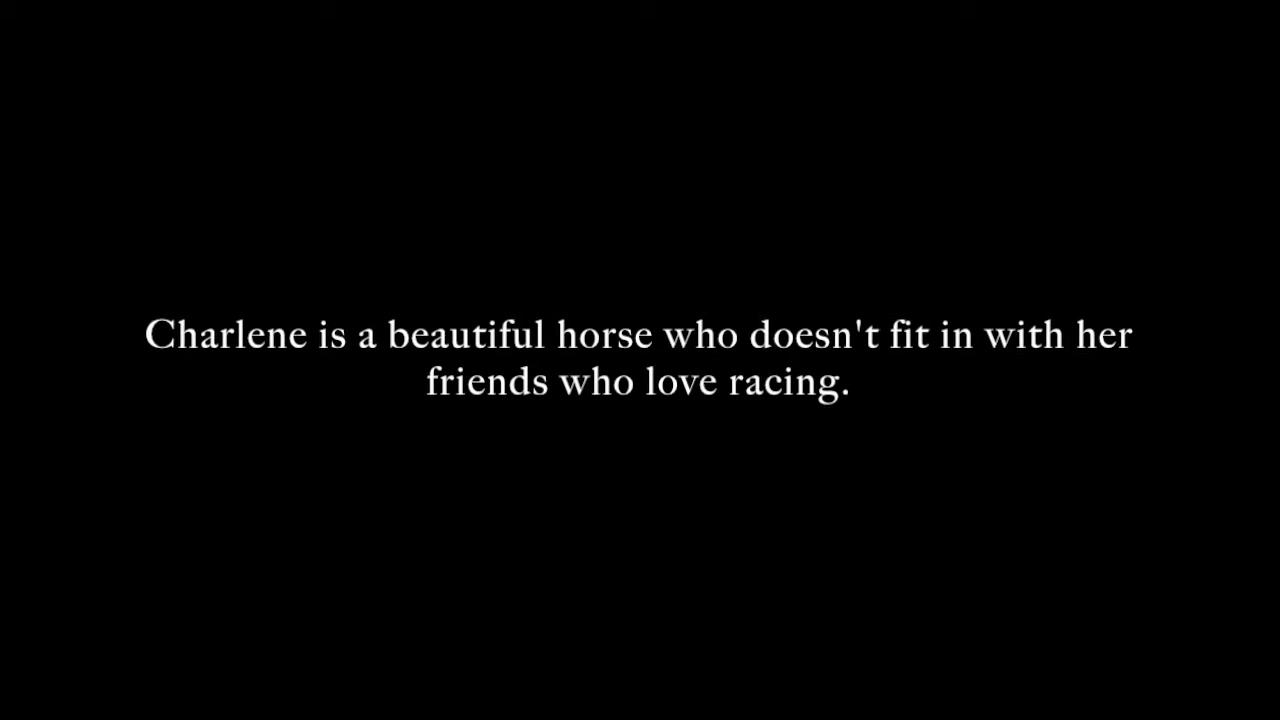 Charlene is a beautiful horse who doesn't fit in with her
friends who love racing.